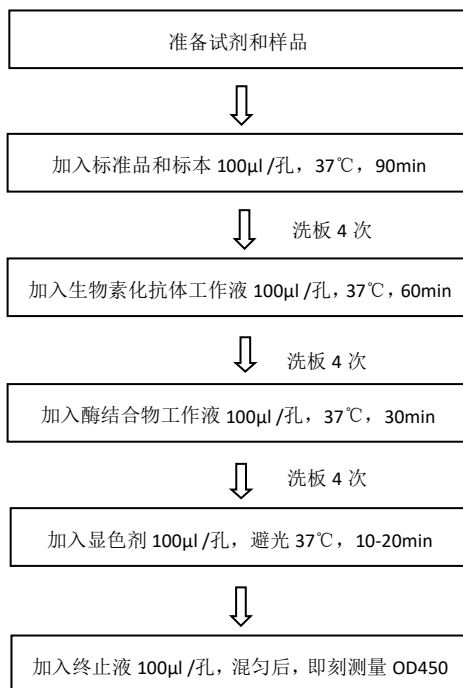 准备试剂和样品
加入标准品和标本 100μl /孔，37℃，90min
洗板 4 次
加入生物素化抗体工作液 100μl /孔，37℃，60min
洗板 4 次
加入酶结合物工作液 100μl /孔，37℃，30min
洗板 4 次
加入显色剂 100μl /孔，避光 37℃，10-20min
加入终止液 100μl /孔，混匀后，即刻测量 OD450